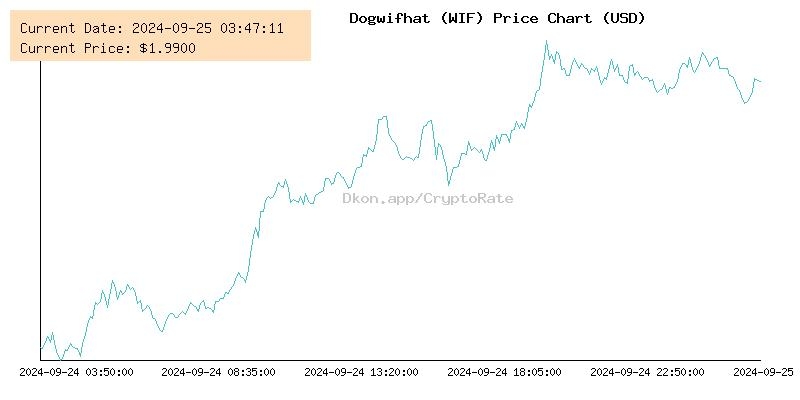 Dogwifhat (WIF) Price Chart (USD)
Current Date: 2024-09-25 03:47:11
Current Price: $1.9900
Dkon.app/CryptoRate
2024-09-24 03:50:00 2024-09-24 08:35:00 2024-09-24 13:20:00 2024-09-24 18:05:00 2024-09-24 22:50:00 2024-09-25